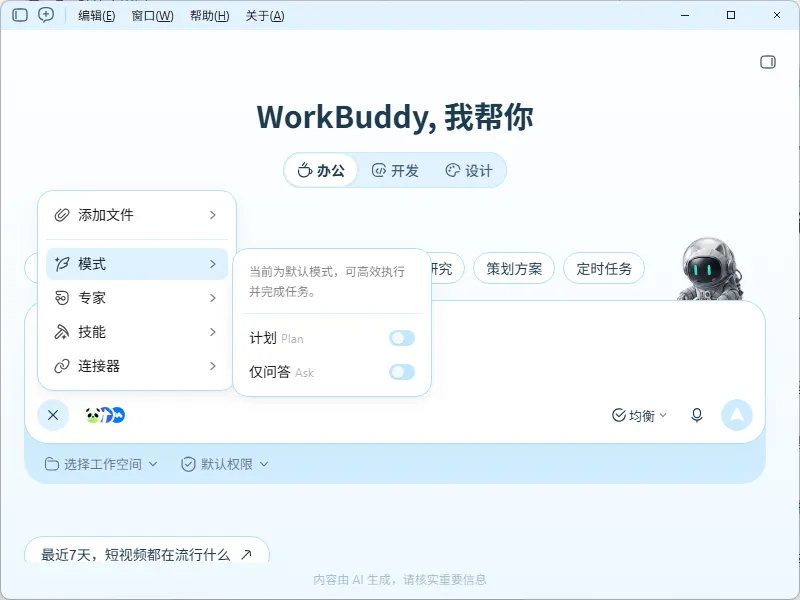 编辑(E) 窗口(W) 帮助(H) 关于(A)
WorkBuddy, 我帮你
办公 开发 设计
添加文件
模式
专家
技能
连接器
当前为默认模式，可高效执行
并完成任务。
计划 Plan
仅问答 Ask
研究 策划方案 定时任务
均衡
选择工作空间 默认权限
最近7天，短视频都在流行什么
内容由 AI 生成，请核实重要信息